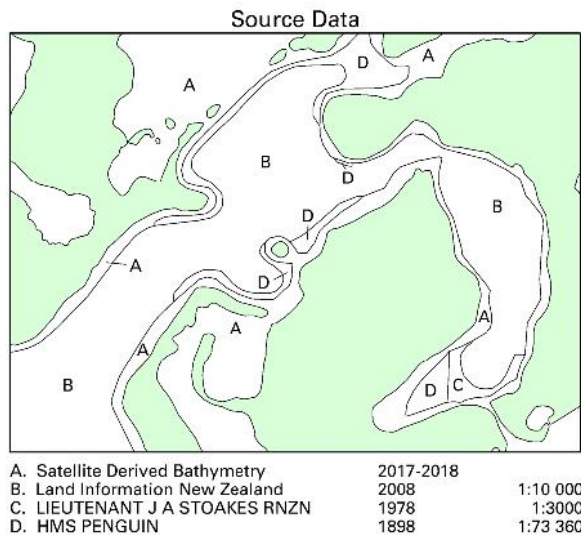 Source Data
A
D
A
B
D
B
D
A
D
A
A
A
B
D
C
A. Satellite Derived Bathymetry 2017-2018
B. Land Information New Zealand 2008 1:10 000
C. LIEUTENANT J A STOAKES RNZN 1978 1:3000
D. HMS PENGUIN 1898 1:73 360